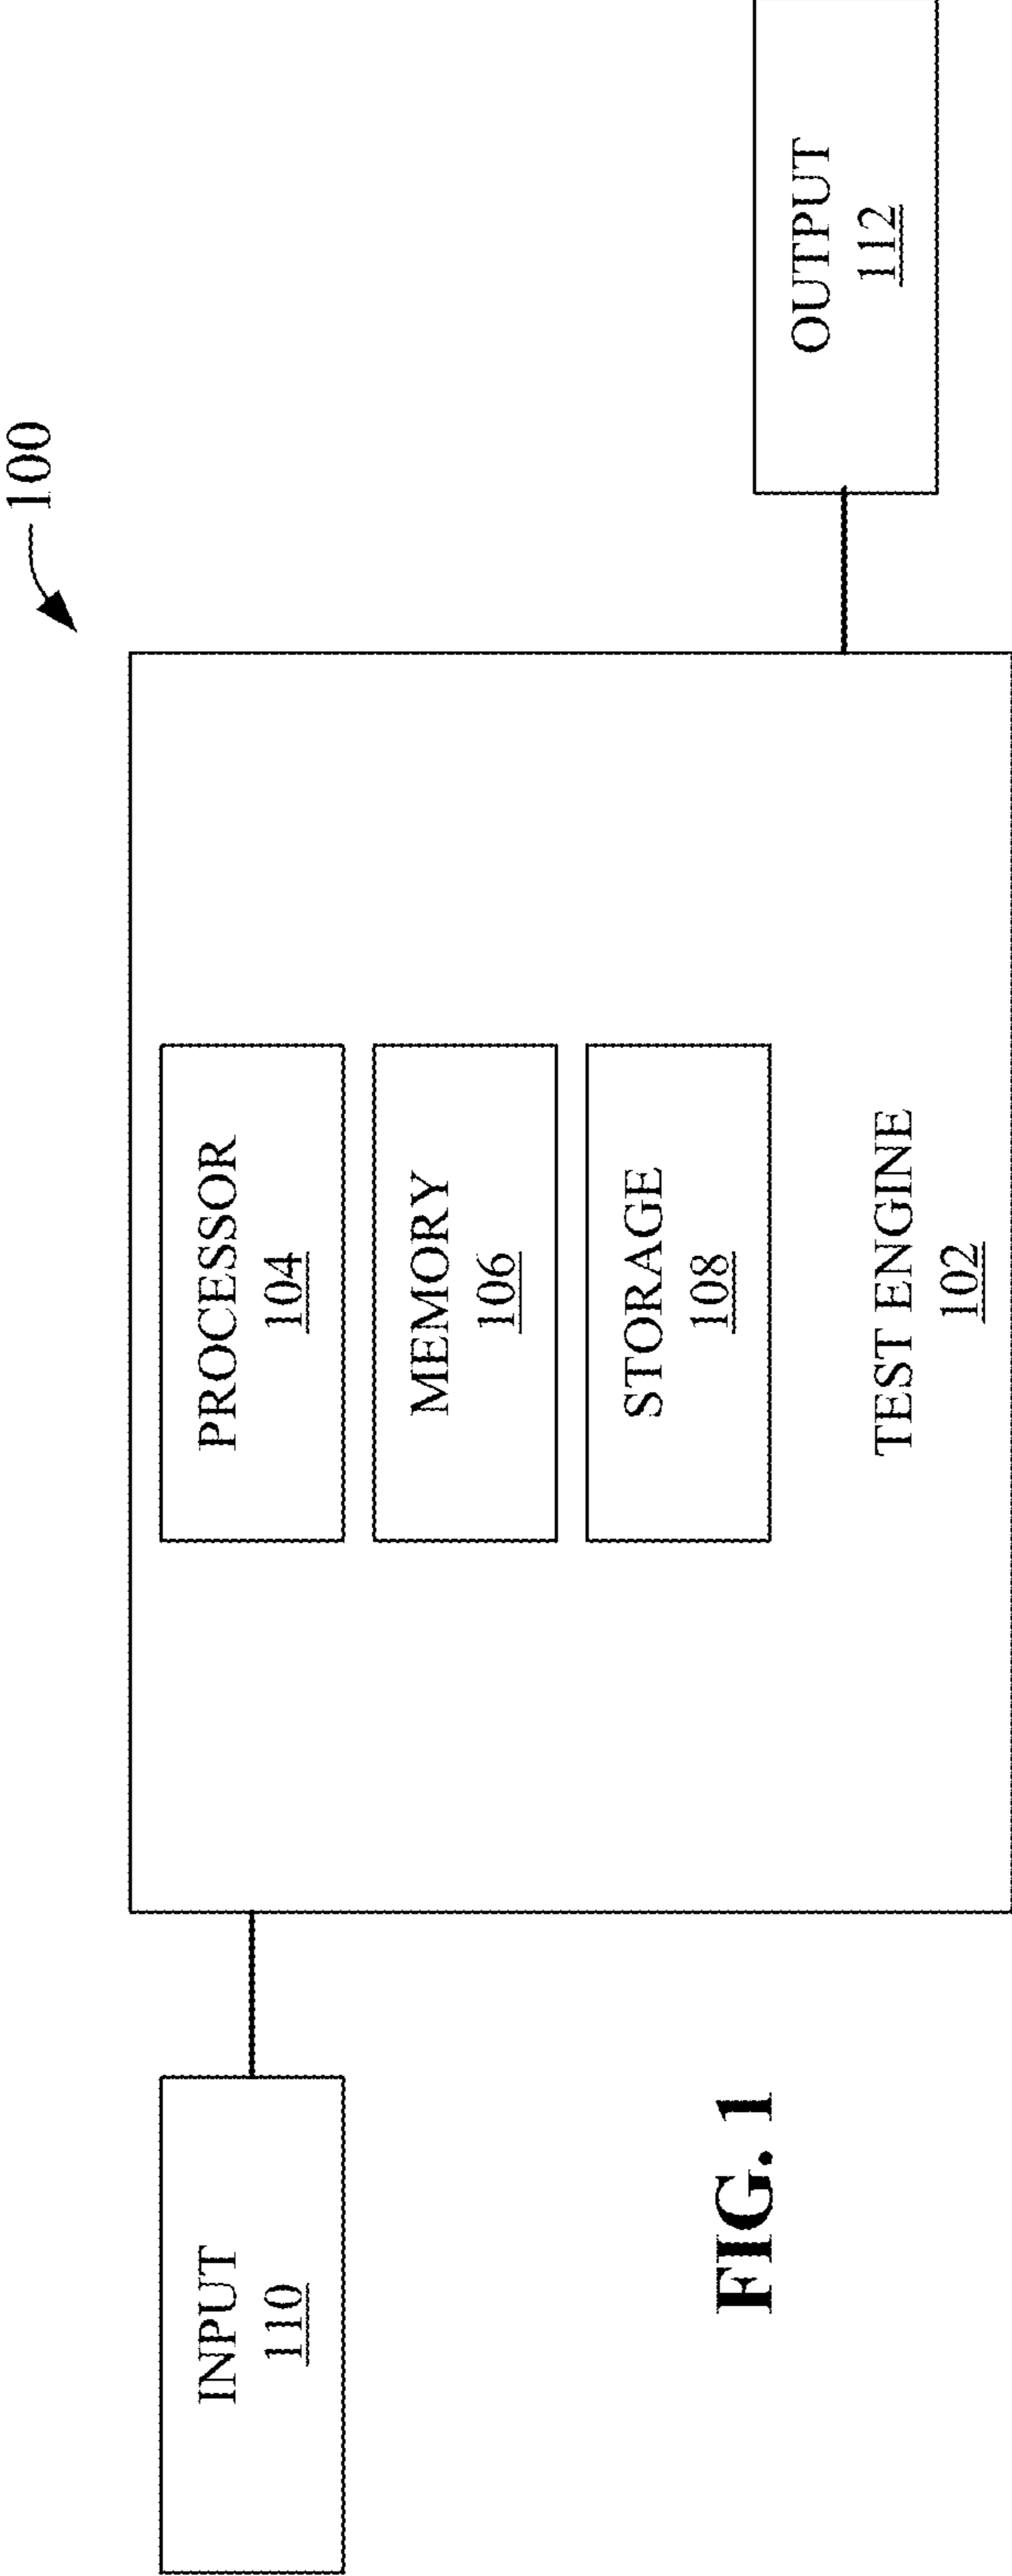 100
PROCESSOR
104
MEMORY
106
STORAGE
108
TEST ENGINE
102
INPUT
110
OUTPUT
112
FIG. 1